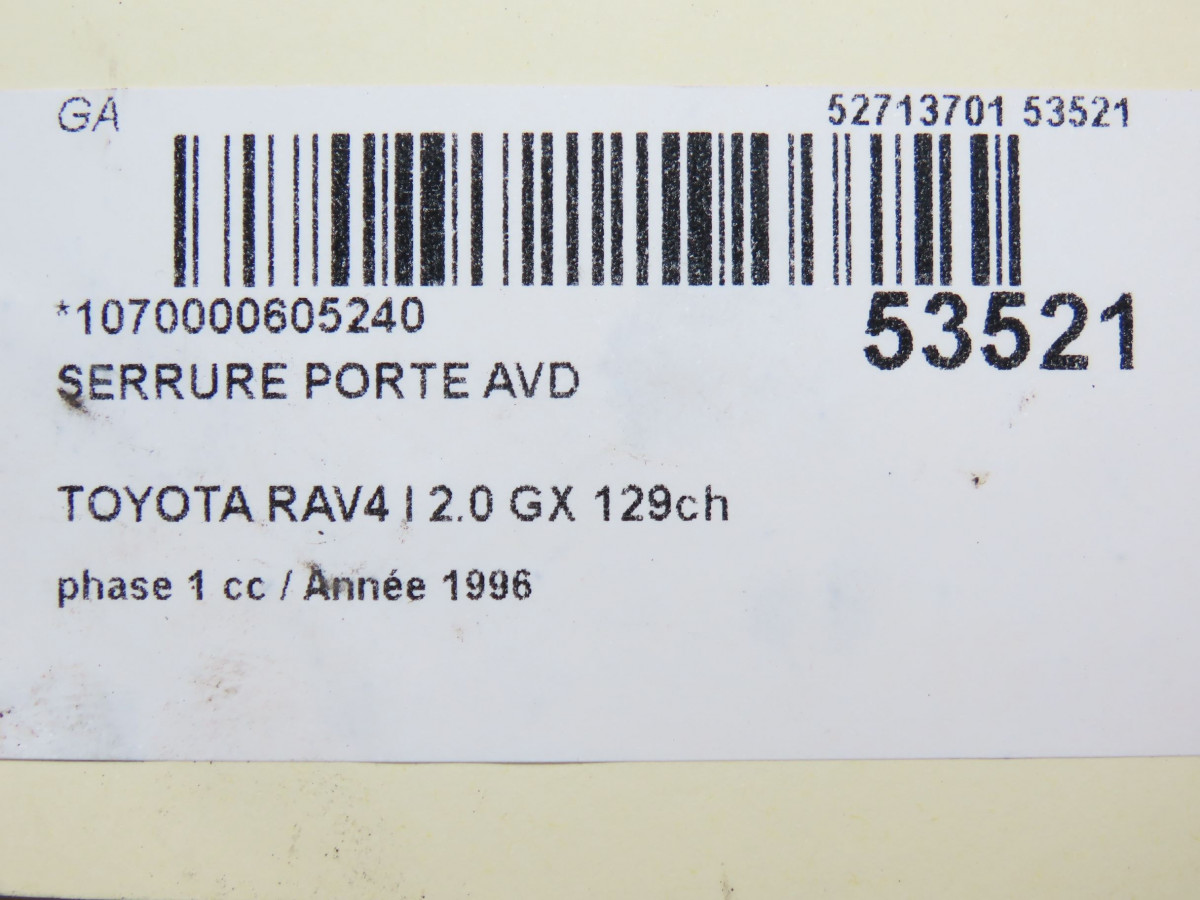 GA
52713701 53521
*1070000605240
53521
SERRURE PORTE AVD
TOYOTA RAV4 I 2.0 GX 129ch
phase 1 cc / Année 1996